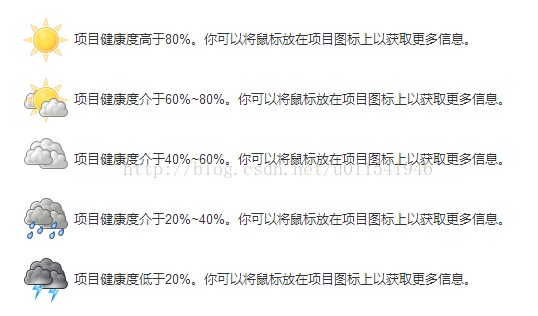 项目健康度高于80%。你可以将鼠标放在项目图标上以获取更多信息。
项目健康度介于60%~80%。你可以将鼠标放在项目图标上以获取更多信息。
项目健康度介于40%~60%。你可以将鼠标放在项目图标上以获取更多信息。
http://blog.csdn.net/u011541946
项目健康度介于20%~40%。你可以将鼠标放在项目图标上以获取更多信息。
项目健康度低于20%。你可以将鼠标放在项目图标上以获取更多信息。